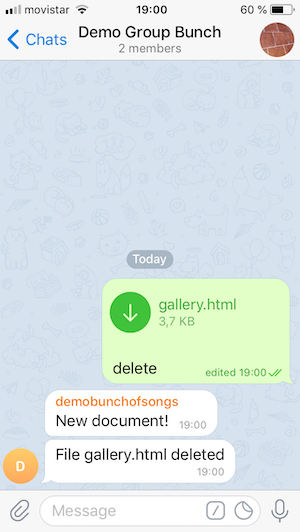 movistar 19:00 60 %
Chats Demo Group Bunch
2 members
Today
gallery.html
3,7 KB
delete edited 19:00
demobunchofsongs
New document! 19:00
D
File gallery.html deleted
19:00
Message